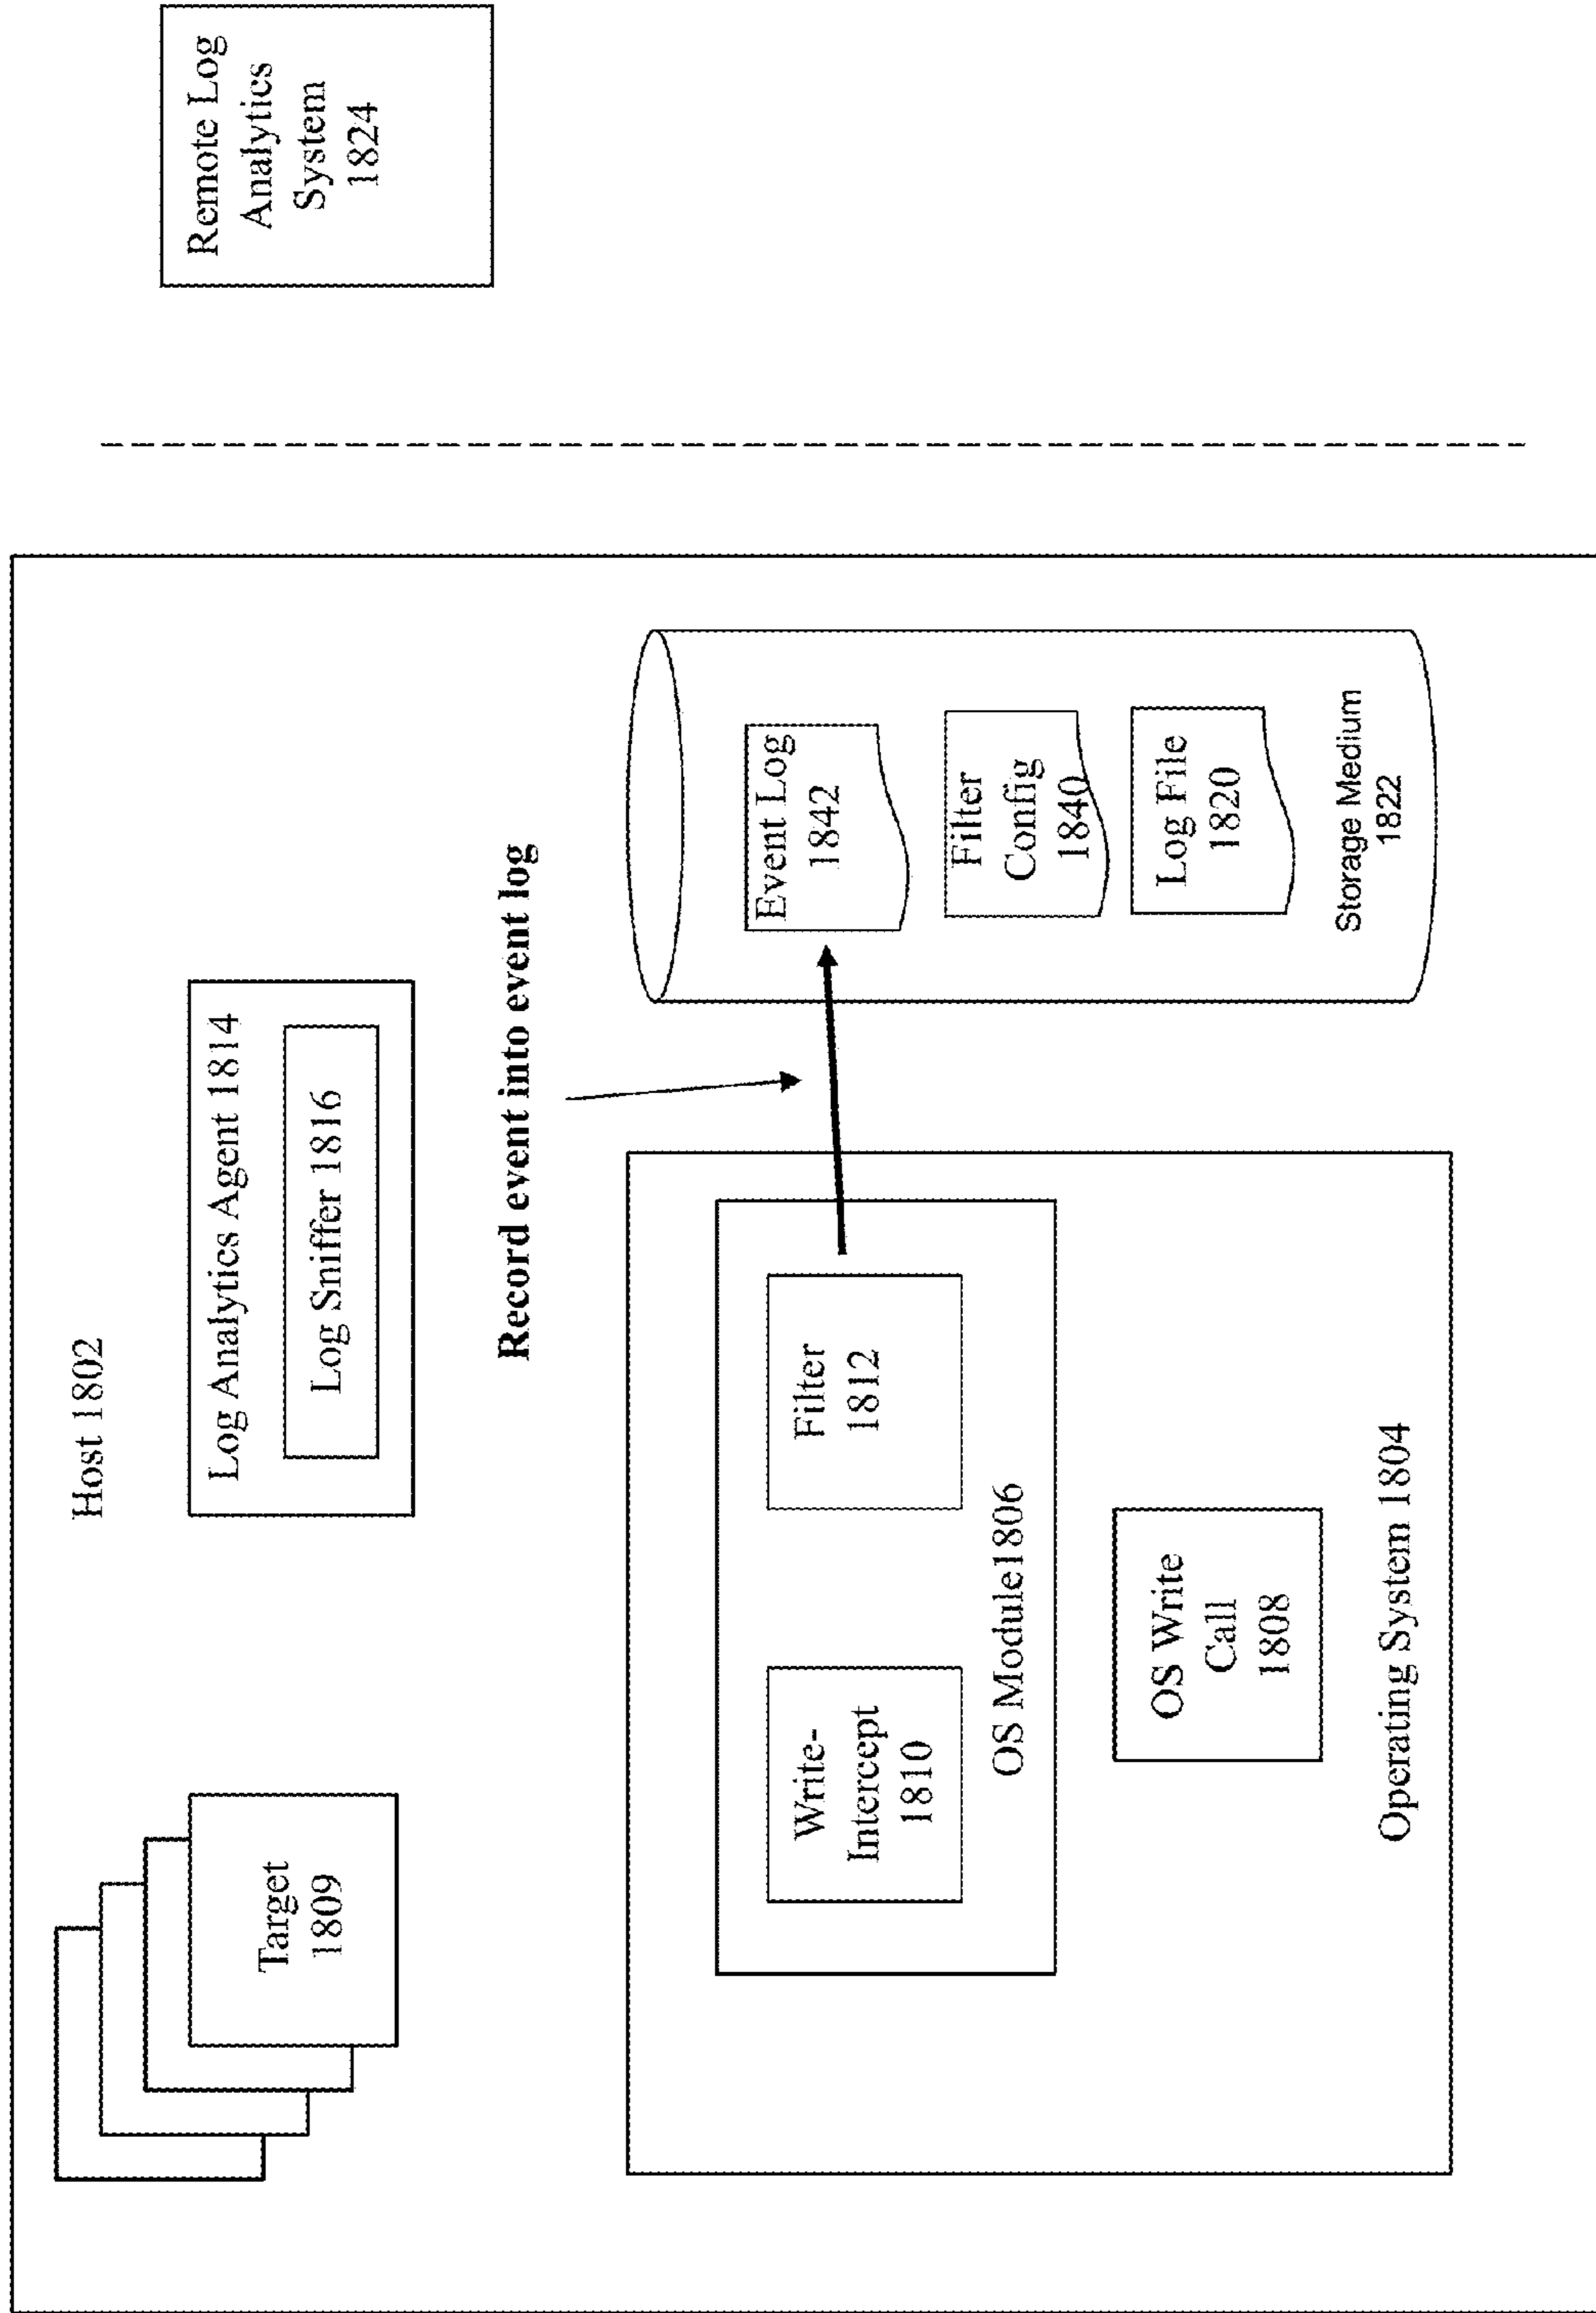 Host 1802
Remote Log
Analytics
System
1824
Target
1809
Log Analytics Agent 1814
Log Sniffer 1816
Record event into event log
Write-
Intercept
1810
Filter
1812
OS Module1806
OS Write
Call
1808
Operating System 1804
Event Log
1842
Filter
Config
1840
Log File
1820
Storage Medium
1822